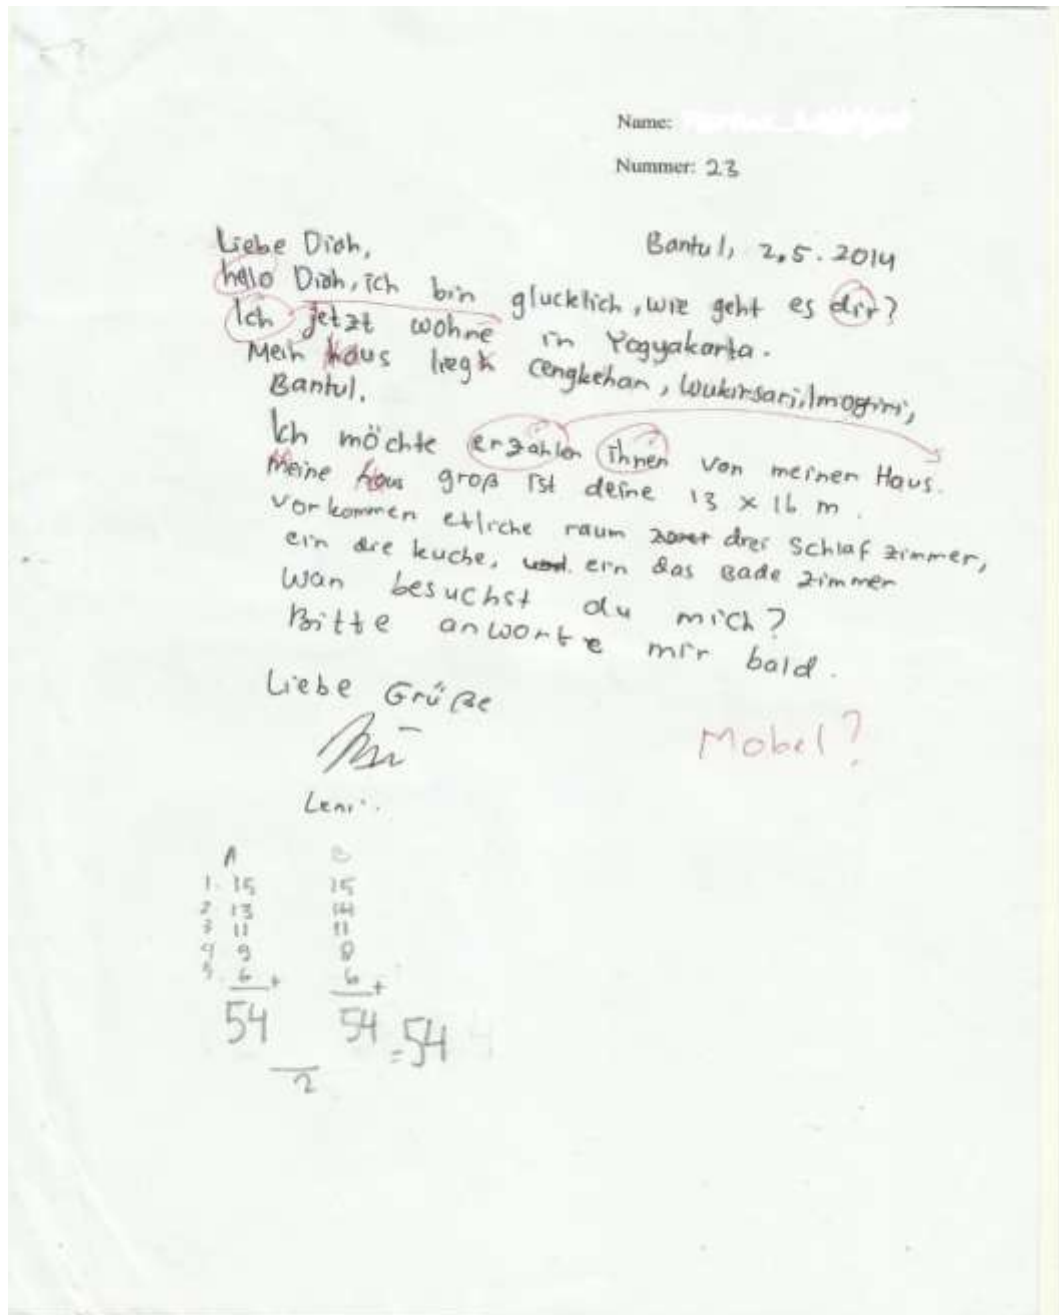 Name:
Nummer: 23
Bantul, 2.5.2014
Liebe Diah,
hallo Diah, ich bin glucklich, wie geht es dir?
Ich jetzt wohne in Yogyakarta.
Mein haus liegt Cengkehan, Wukirsari, Imogiri,
Bantul.
Ich möchte erzahlen ihnen von meinen Haus.
Meine haus groß ist deine 13 x 16 m.
Vorkommen etliche raum drei Schlaf zimmer,
ein die kuche, und ein das Bade zimmer
Wan besuchst du mich?
Bitte anworte mir bald.
Liebe Grüße
Leni
Mobel?
A B
1. 15 15
2 13 14
3 11 11
4 9 8
5. 6 + 6 +
54 54 = 54
2